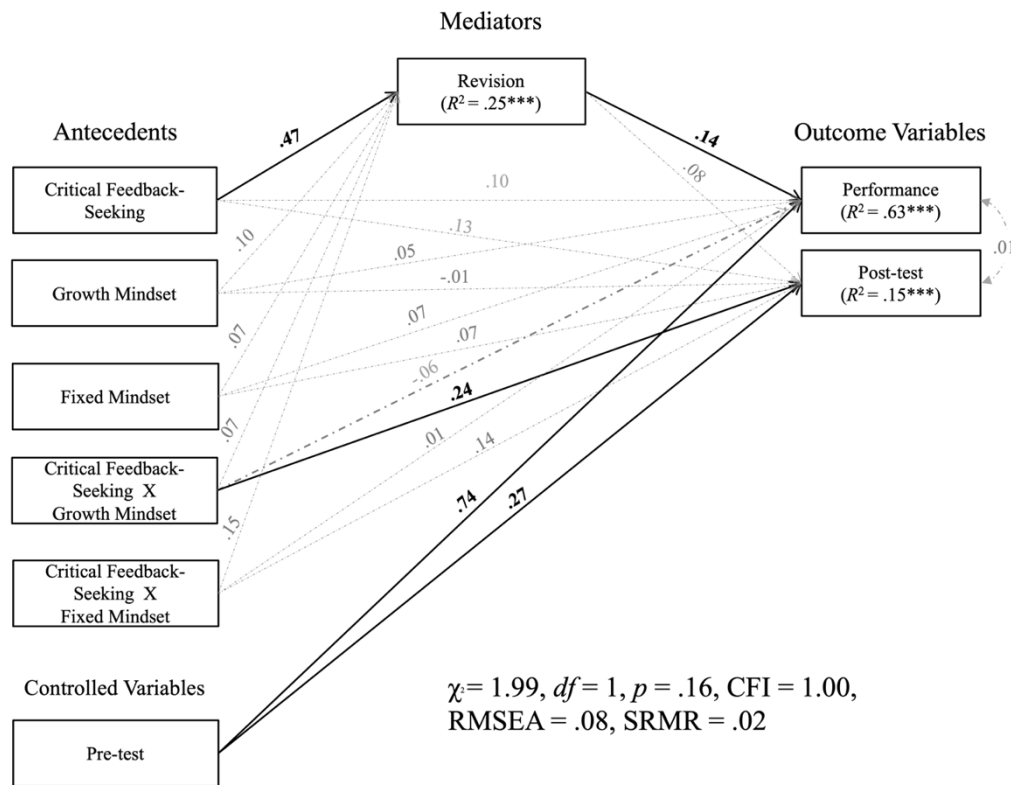 Mediators
Revision
(R² = .25***)
Antecedents
Outcome Variables
.47
.14
.08
Critical Feedback-
Seeking
.10
Performance
(R² = .63***)
.10
.13
.01
.05
Growth Mindset
-.01
Post-test
(R² = .15***)
.07
.07
.07
Fixed Mindset
-.06
.24
.07
.01
.14
Critical Feedback-
Seeking X
Growth Mindset
.74
.27
.15
Critical Feedback-
Seeking X
Fixed Mindset
Controlled Variables
χ²= 1.99, df = 1, p = .16, CFI = 1.00,
RMSEA = .08, SRMR = .02
Pre-test